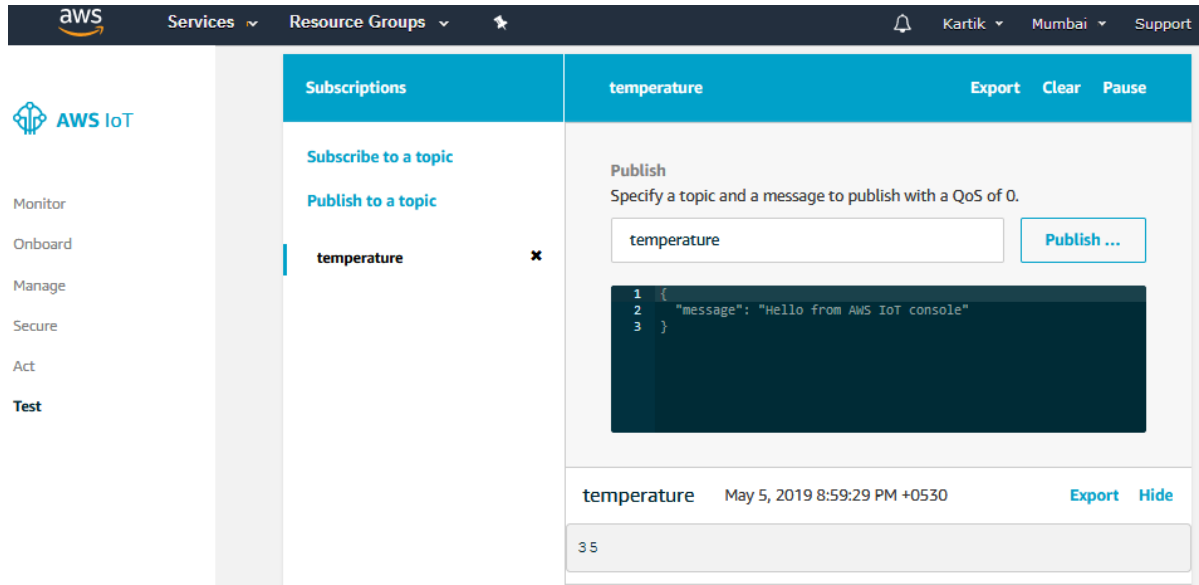 aws Services Resource Groups Kartik Mumbai Support
AWS IoT
Monitor
Onboard
Manage
Secure
Act
Test
Subscriptions
Subscribe to a topic
Publish to a topic
temperature
temperature Export Clear Pause
Publish
Specify a topic and a message to publish with a QoS of 0.
temperature Publish ...
1 {
2 "message": "Hello from AWS IoT console"
3 }
temperature May 5, 2019 8:59:29 PM +0530 Export Hide
35